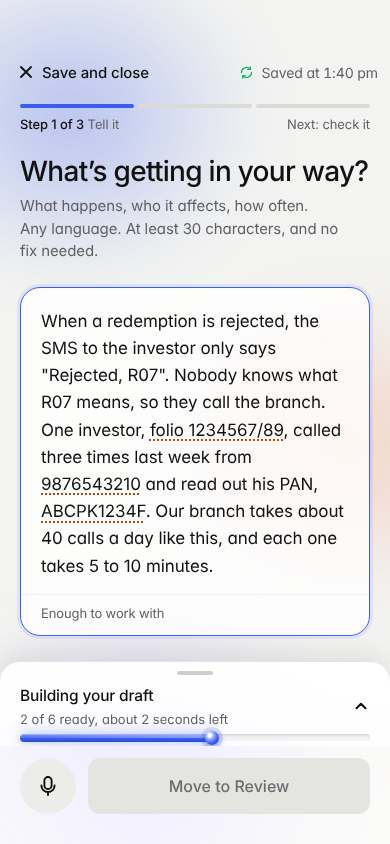 Save and close
Saved at 1:40 pm
Step 1 of 3 Tell it
Next: check it
What’s getting in your way?
What happens, who it affects, how often.
Any language. At least 30 characters, and no
fix needed.
When a redemption is rejected, the
SMS to the investor only says
"Rejected, R07". Nobody knows what
R07 means, so they call the branch.
One investor, folio 1234567/89, called
three times last week from
9876543210 and read out his PAN,
ABCPK1234F. Our branch takes about
40 calls a day like this, and each one
takes 5 to 10 minutes.
Enough to work with
Building your draft
2 of 6 ready, about 2 seconds left
Move to Review